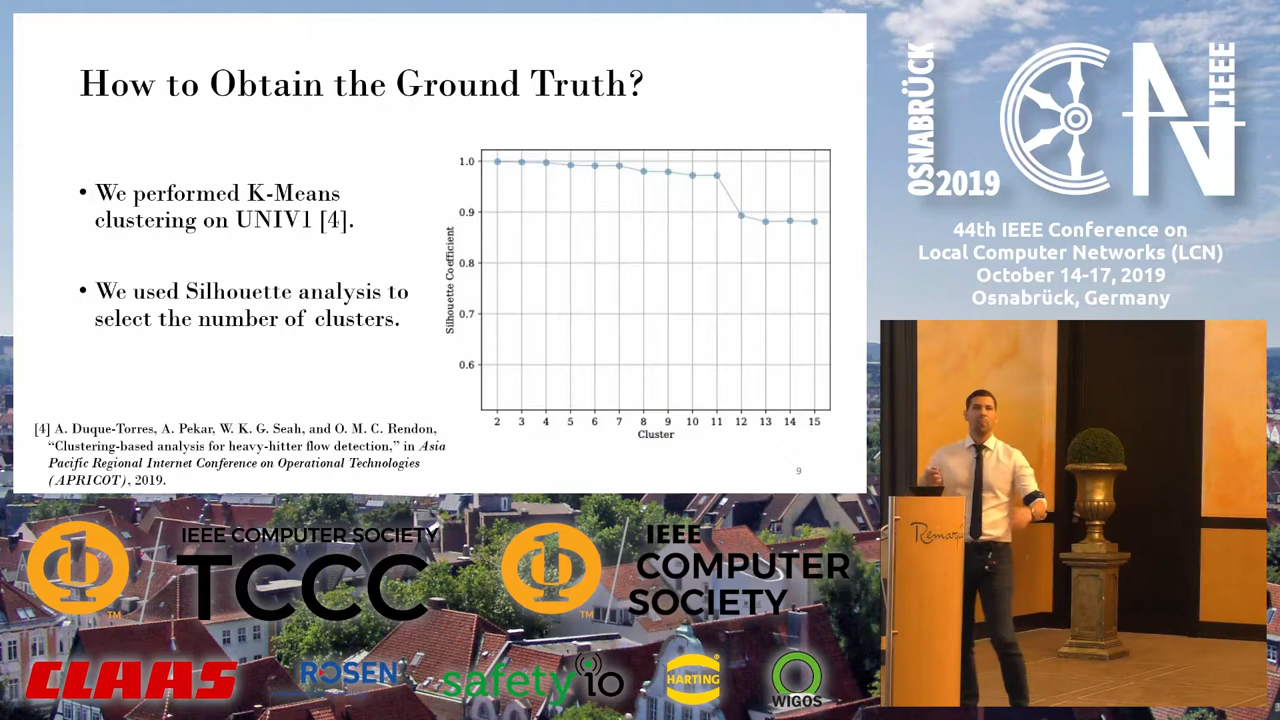 How to Obtain the Ground Truth?
• We performed K-Means
clustering on UNIV1 [4].
• We used Silhouette analysis to
select the number of clusters.
1.0
0.9
0.8
0.7
0.6
Silhouette Coefficient
2 3 4 5 6 7 8 9 10 11 12 13 14 15
Cluster
[4] A. Duque-Torres, A. Pekar, W. K. G. Seah, and O. M. C. Rendon,
“Clustering-based analysis for heavy-hitter flow detection,” in Asia
Pacific Regional Internet Conference on Operational Technologies
(APRICOT), 2019.
9
OSNABRÜCK
2019
CN
IEEE
44th IEEE Conference on
Local Computer Networks (LCN)
October 14-17, 2019
Osnabrück, Germany
IEEE COMPUTER SOCIETY
TCCC
TM
IEEE
COMPUTER
SOCIETY
TM
CLAAS
ROSEN
safety io
HARTING
WIGOS